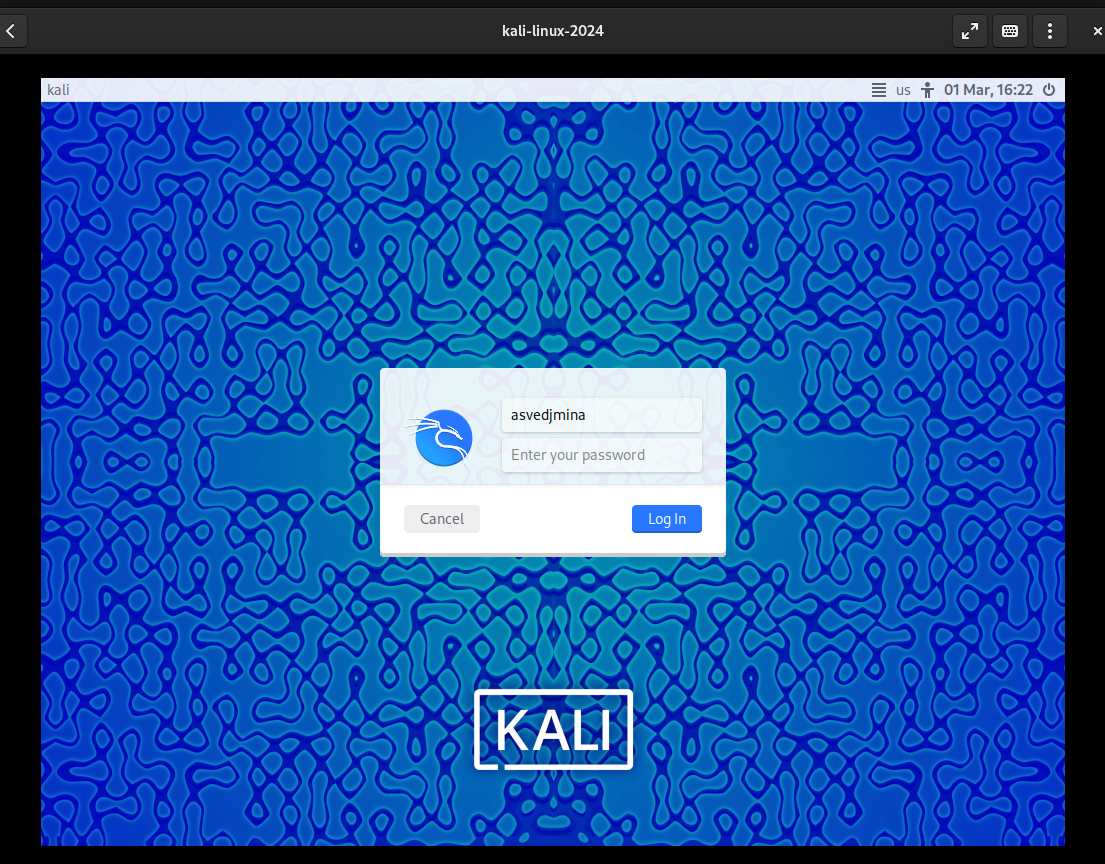 kali-linux-2024
kali us 01 Mar, 16:22
asvedjmina
Enter your password
Cancel Log In
KALI